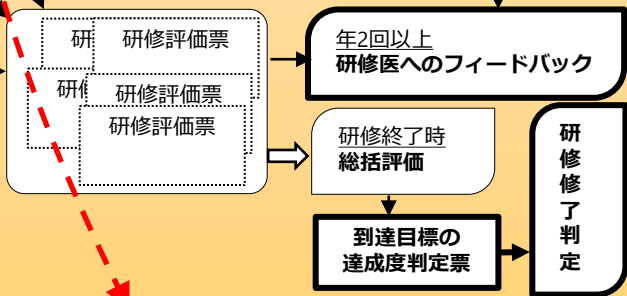 研
研修評価票
研修
研修評価票
研修評価票
年2回以上
研修医へのフィードバック
研修終了時
総括評価
到達目標の
達成度判定票
研修修了判定